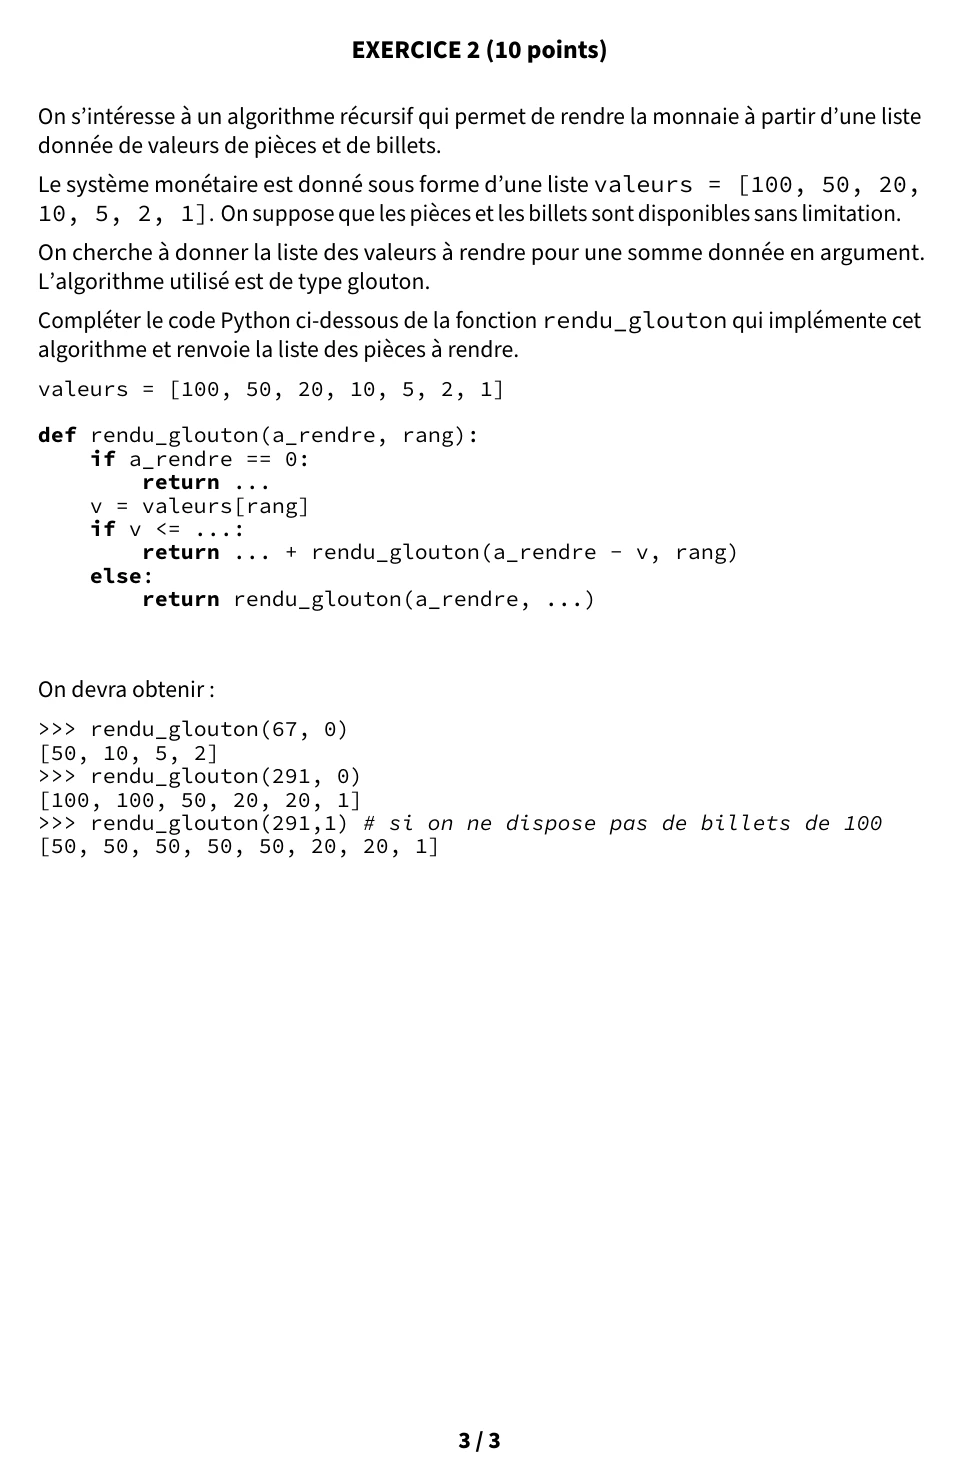 EXERCICE 2 (10 points)
On s’intéresse à un algorithme récursif qui permet de rendre la monnaie à partir d’une liste
donnée de valeurs de pièces et de billets.
Le système monétaire est donné sous forme d’une liste valeurs = [100, 50, 20,
10, 5, 2, 1]. On suppose que les pièces et les billets sont disponibles sans limitation.
On cherche à donner la liste des valeurs à rendre pour une somme donnée en argument.
L’algorithme utilisé est de type glouton.
Compléter le code Python ci-dessous de la fonction rendu_glouton qui implémente cet
algorithme et renvoie la liste des pièces à rendre.
valeurs = [100, 50, 20, 10, 5, 2, 1]
def rendu_glouton(a_rendre, rang):
    if a_rendre == 0:
        return ...
    v = valeurs[rang]
    if v <= ...:
        return ... + rendu_glouton(a_rendre - v, rang)
    else:
        return rendu_glouton(a_rendre, ...)
On devra obtenir :
>>> rendu_glouton(67, 0)
[50, 10, 5, 2]
>>> rendu_glouton(291, 0)
[100, 100, 50, 20, 20, 1]
>>> rendu_glouton(291,1) # si on ne dispose pas de billets de 100
[50, 50, 50, 50, 50, 20, 20, 1]
3 / 3